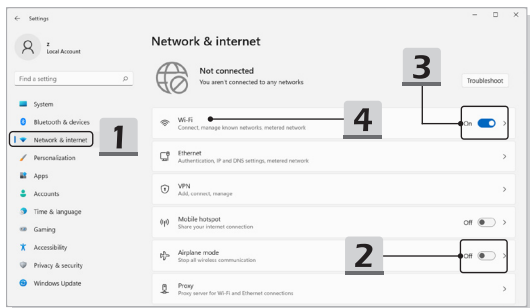 Settings
z
Local Account
Find a setting
System
Bluetooth & devices
Network & internet
Personalization
Apps
Accounts
Time & language
Gaming
Accessibility
Privacy & security
Windows Update
1
Network & internet
Not connected
You aren't connected to any networks
Troubleshoot
3
Wi-Fi
Connect, manage known networks, metered network
4
On
Ethernet
Authentication, IP and DNS settings, metered network
VPN
Add, connect, manage
Mobile hotspot
Share your internet connection
Off
Airplane mode
Stop all wireless communication
2
Off
Proxy
Proxy server for Wi-Fi and Ethernet connections